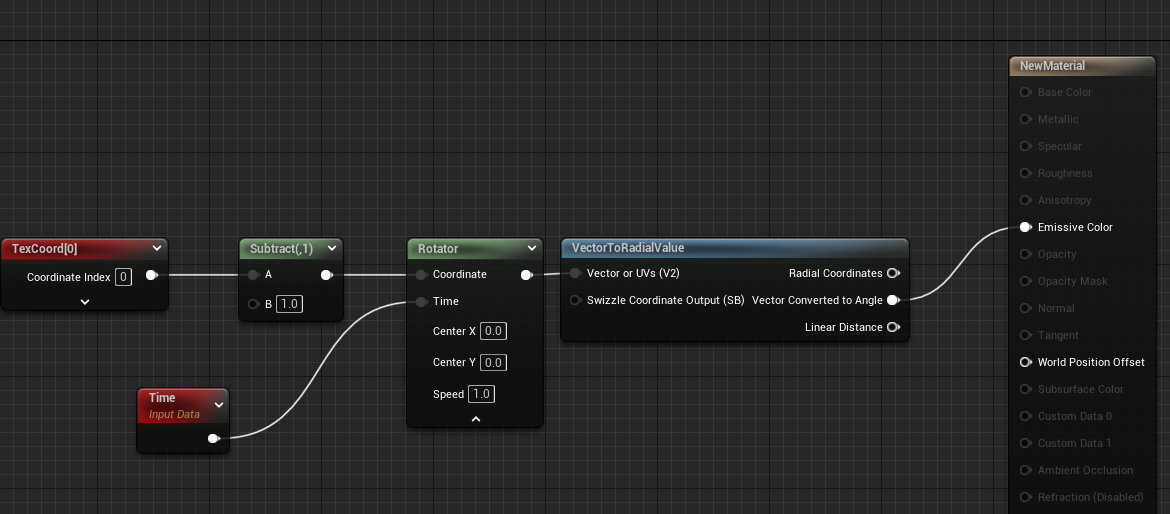 TexCoord[0]
Coordinate Index 0
Subtract(,1)
A
B 1.0
Time
Input Data
Rotator
Coordinate
Time
Center X 0.0
Center Y 0.0
Speed 1.0
VectorToRadialValue
Vector or UVs (V2)
Radial Coordinates
Swizzle Coordinate Output (SB)
Vector Converted to Angle
Linear Distance
NewMaterial
Base Color
Metallic
Specular
Roughness
Anisotropy
Emissive Color
Opacity
Opacity Mask
Normal
Tangent
World Position Offset
Subsurface Color
Custom Data 0
Custom Data 1
Ambient Occlusion
Refraction (Disabled)